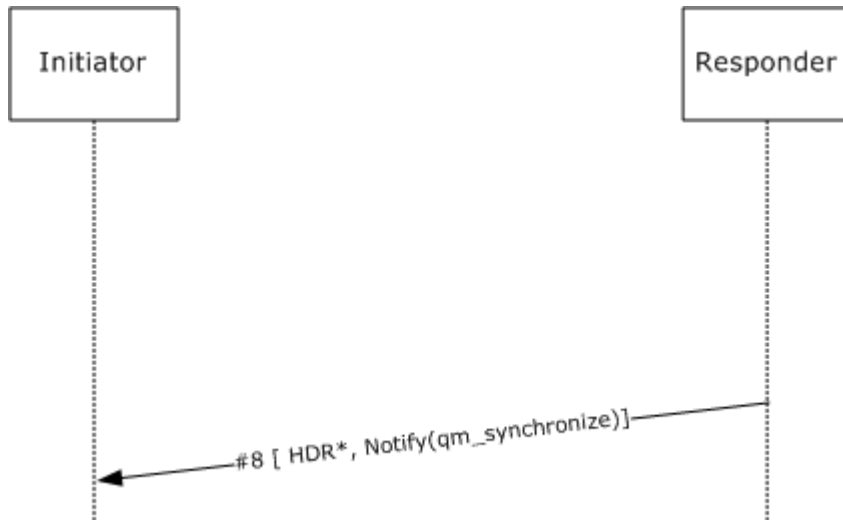 Initiator
Responder
#8 [ HDR*, Notify(qm_synchronize)]